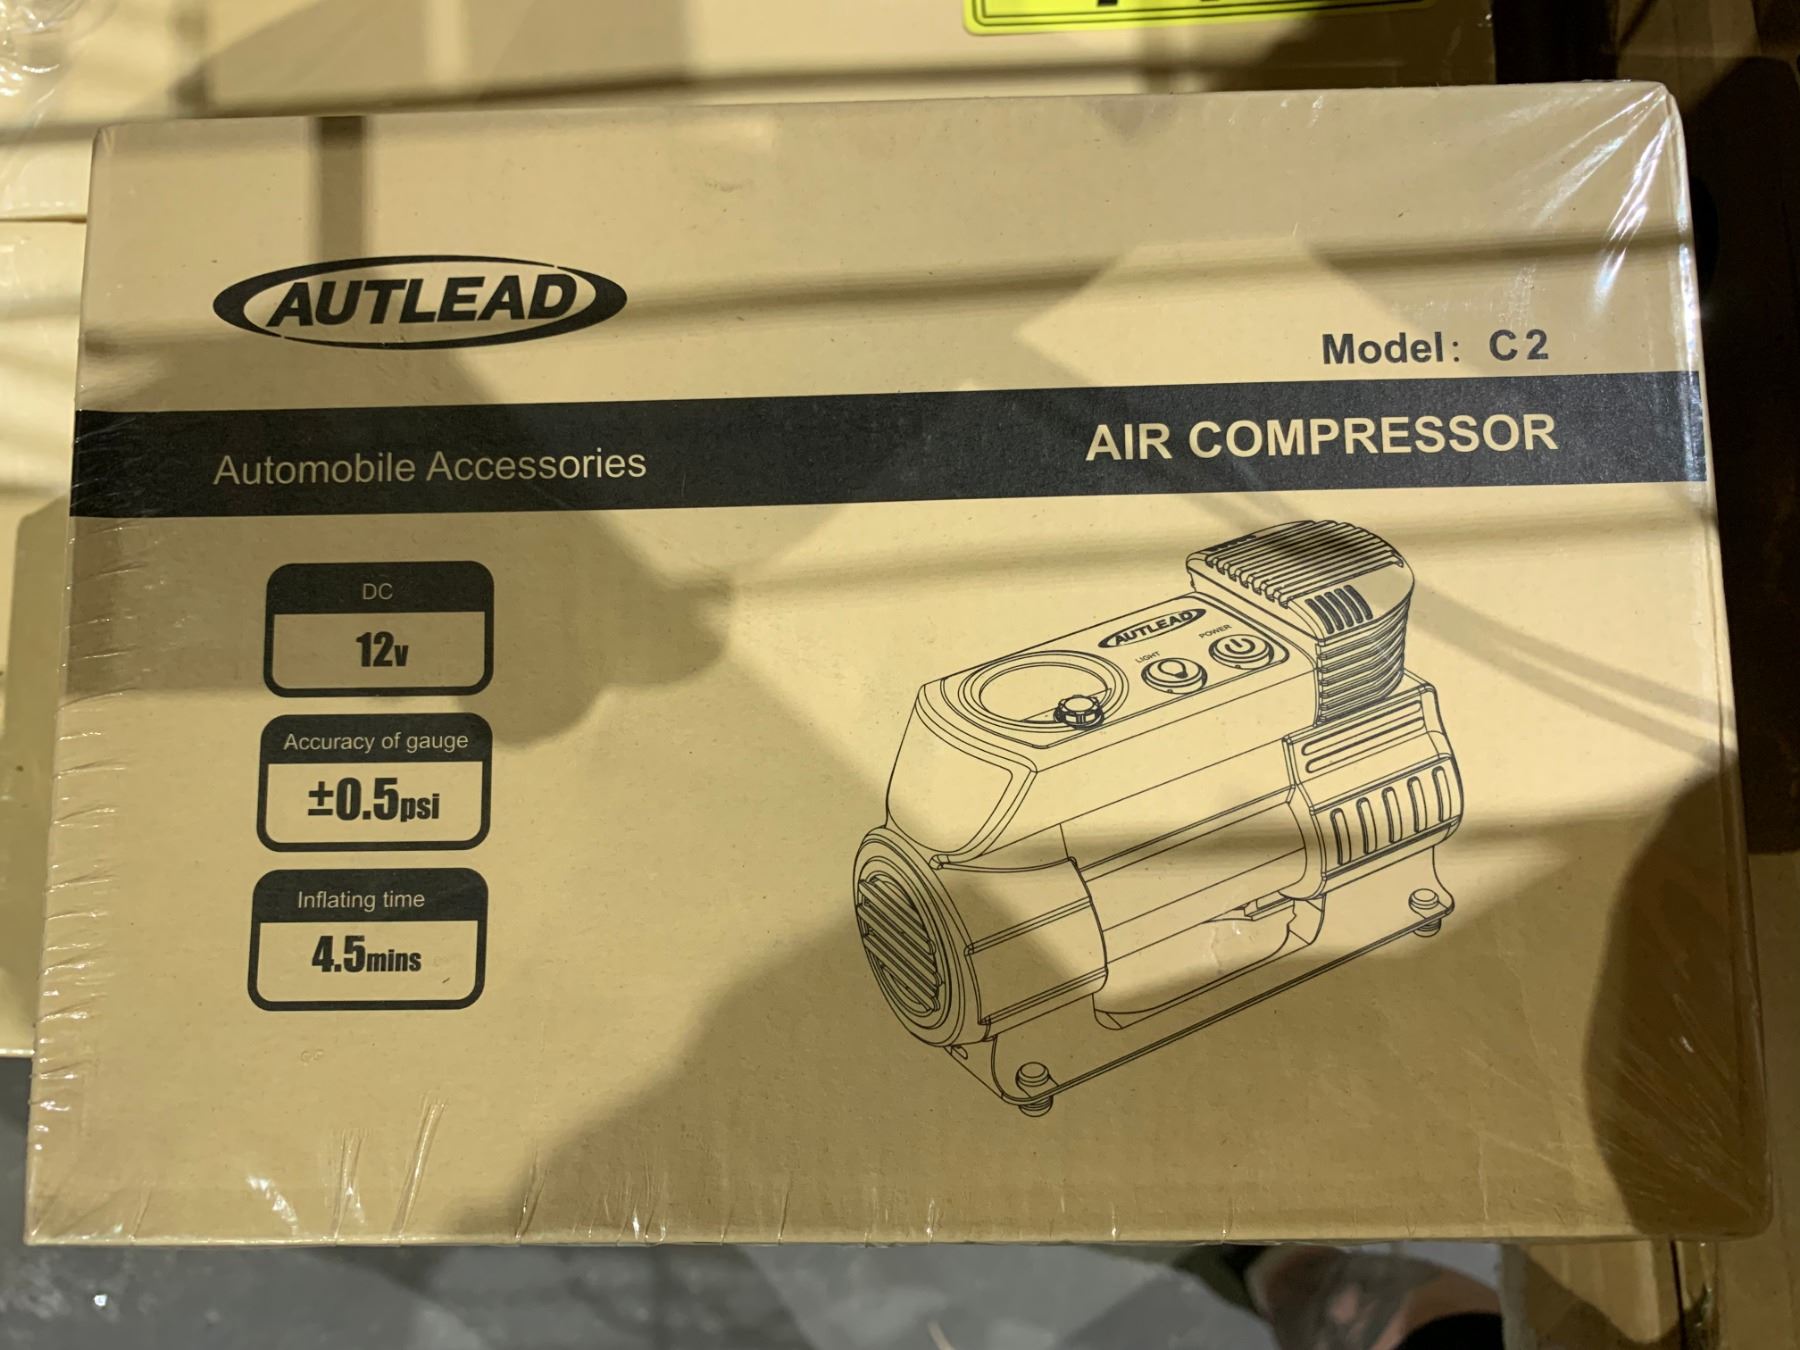 AUTLEAD
Model: C2
Automobile Accessories
AIR COMPRESSOR
DC
12v
Accuracy of gauge
±0.5psi
Inflating time
4.5mins
AUTLEAD
LIGHT
POWER